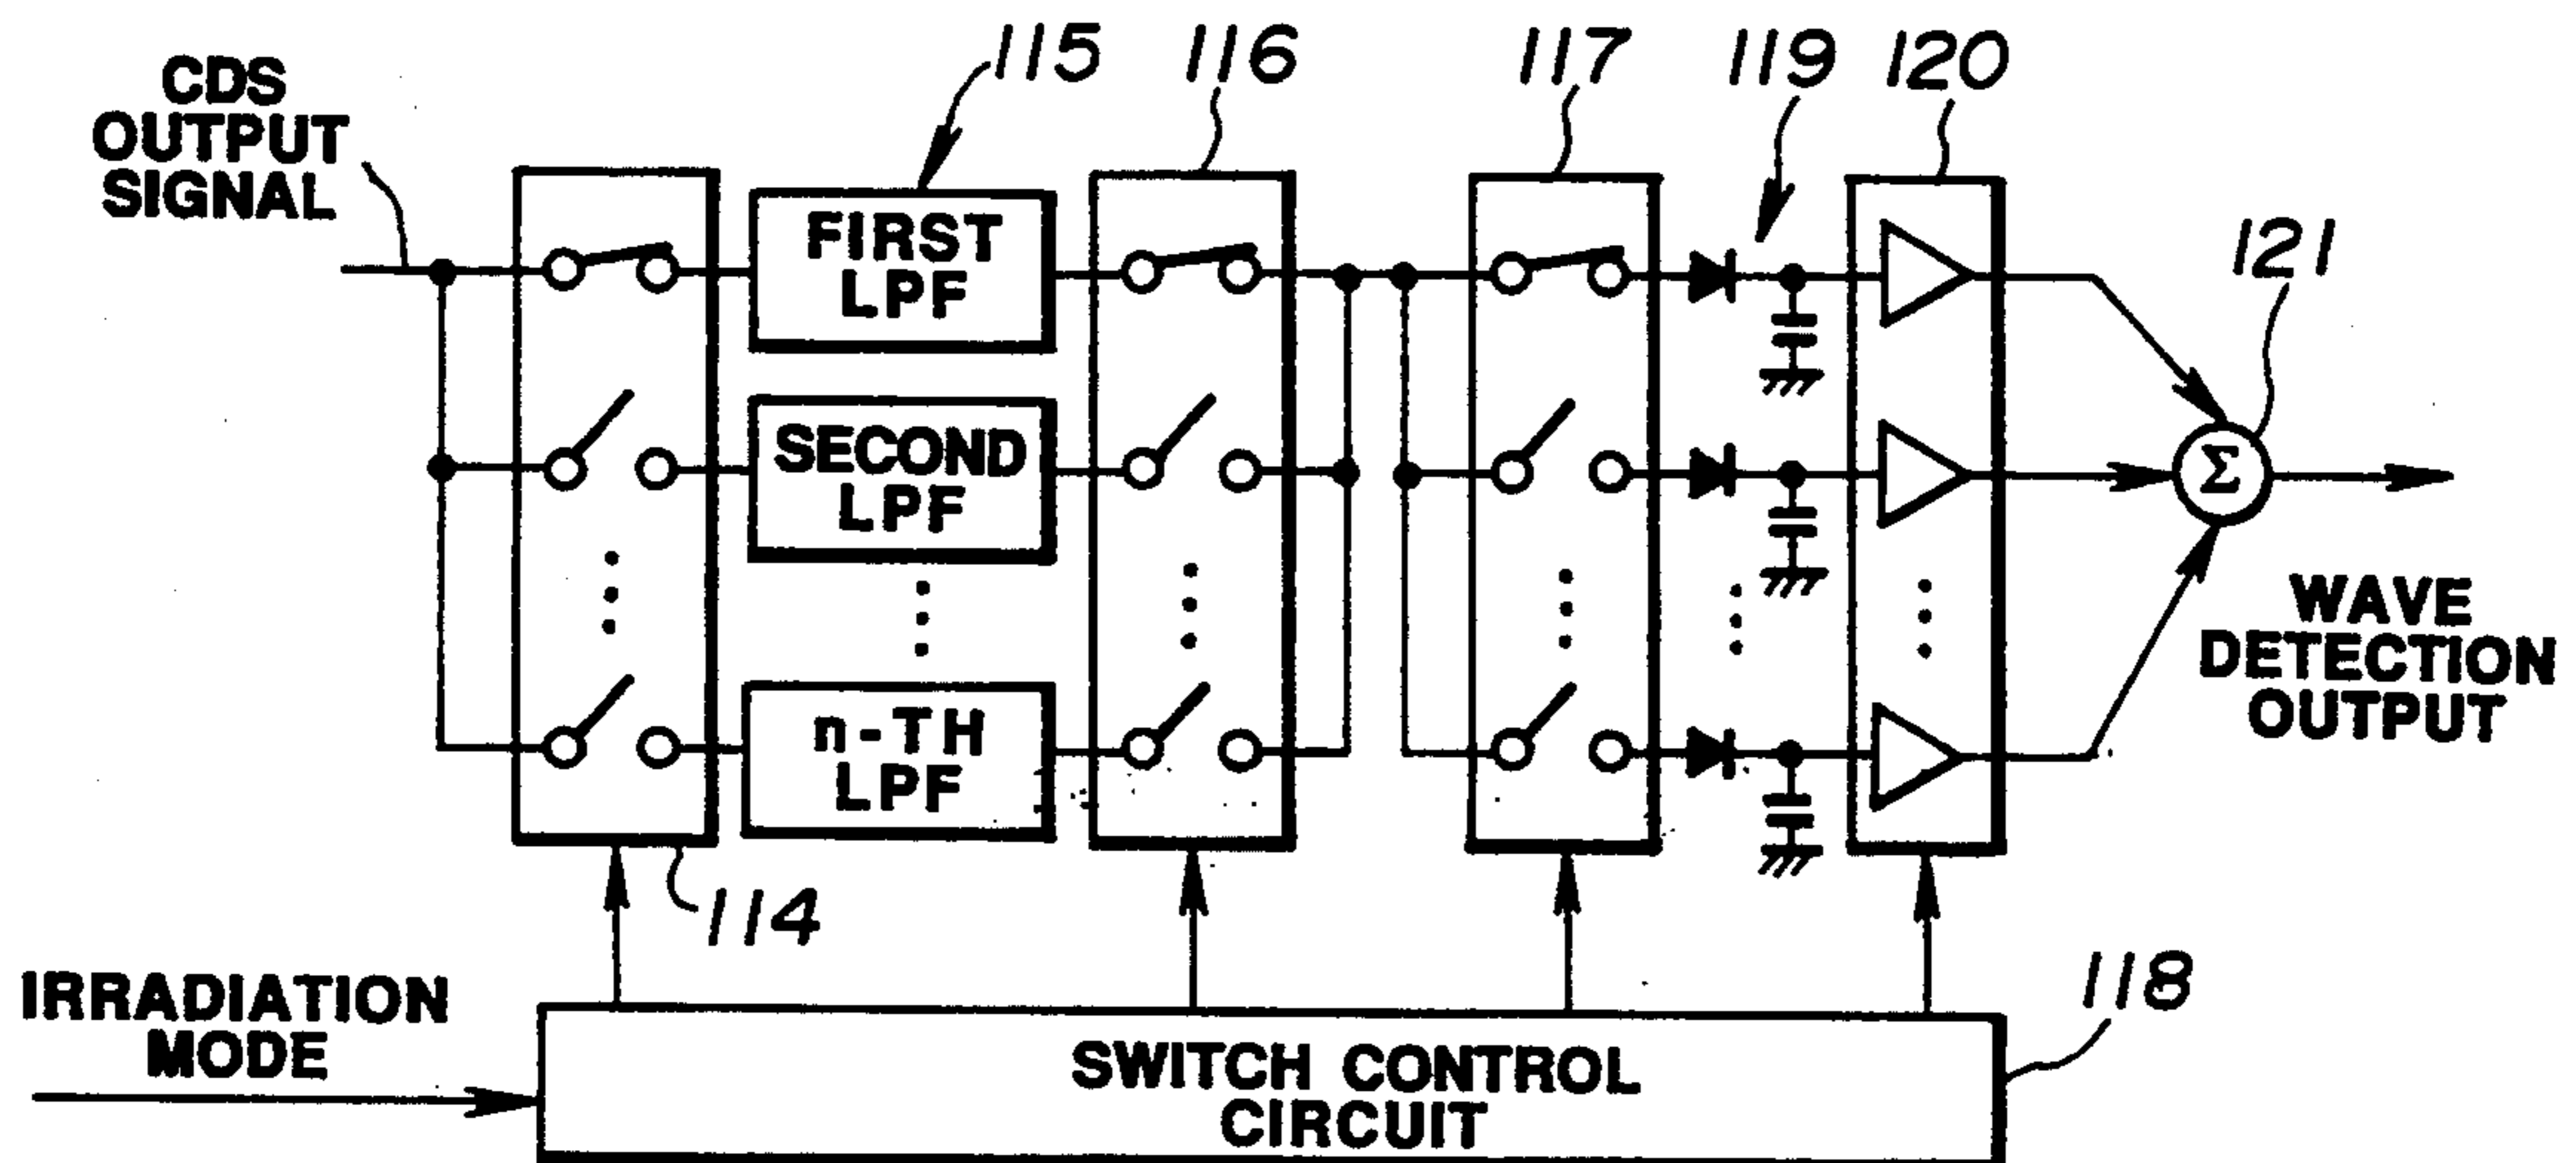 CDS
OUTPUT
SIGNAL
115
116
117
119
120
121
FIRST
LPF
SECOND
LPF
n-TH
LPF
Σ
WAVE
DETECTION
OUTPUT
114
118
IRRADIATION
MODE
SWITCH CONTROL
CIRCUIT